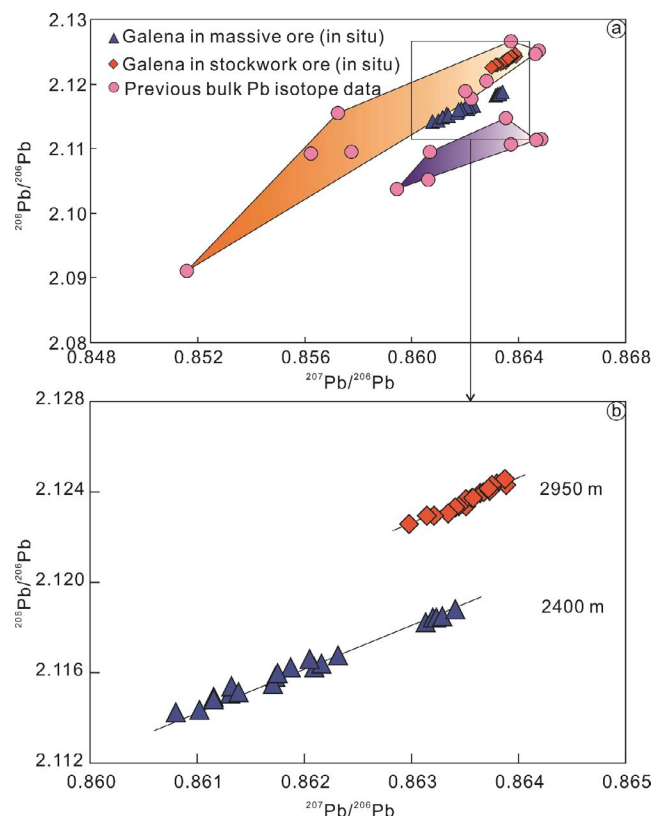 2.13
2.12
2.11
2.10
2.09
2.08
²⁰⁸Pb/²⁰⁶Pb
Galena in massive ore (in situ)
Galena in stockwork ore (in situ)
Previous bulk Pb isotope data
a
0.848 0.852 0.856 0.860 0.864 0.868
²⁰⁷Pb/²⁰⁶Pb
2.128
2.124
2.120
2.116
2.112
²⁰⁸Pb/²⁰⁶Pb
b
2950 m
2400 m
0.860 0.861 0.862 0.863 0.864 0.865
²⁰⁷Pb/²⁰⁶Pb